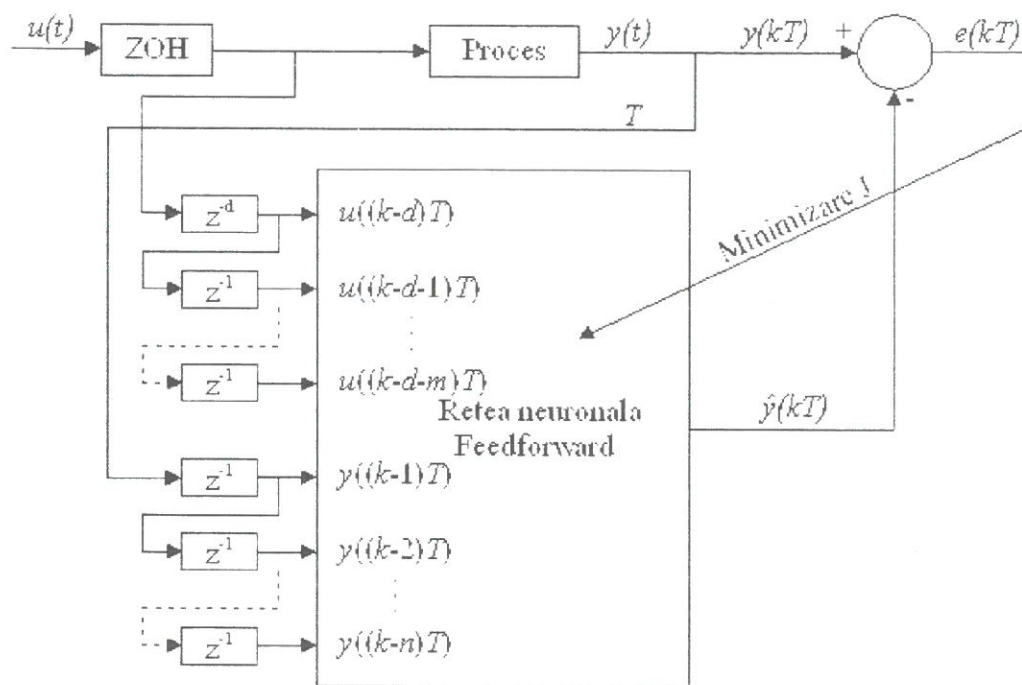 u(t)
ZOH
Proces
y(t)
y(kT)
+
e(kT)
-
T
z^-d
u((k-d)T)
Minimizare J
z^-1
u((k-d-1)T)
z^-1
u((k-d-m)T)
Retea neuronala
Feedforward
ŷ(kT)
z^-1
y((k-1)T)
z^-1
y((k-2)T)
z^-1
y((k-n)T)